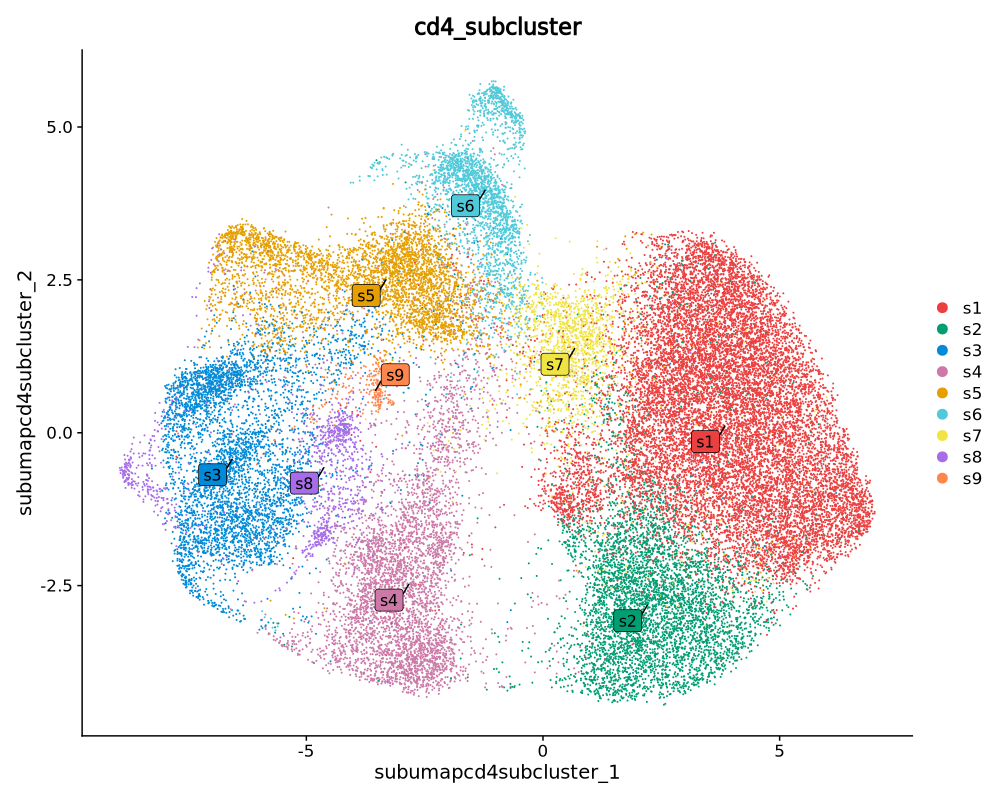 cd4_subcluster
subumapcd4subcluster_2
5.0
2.5
0.0
-2.5
s6
s5
s7
s9
s1
s3
s8
s4
s2
s1
s2
s3
s4
s5
s6
s7
s8
s9
-5
0
5
subumapcd4subcluster_1